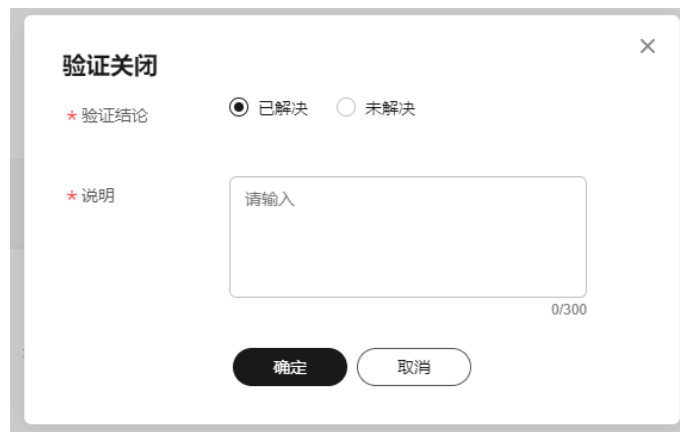 验证关闭
* 验证结论
已解决 未解决
* 说明
请输入
0/300
确定 取消